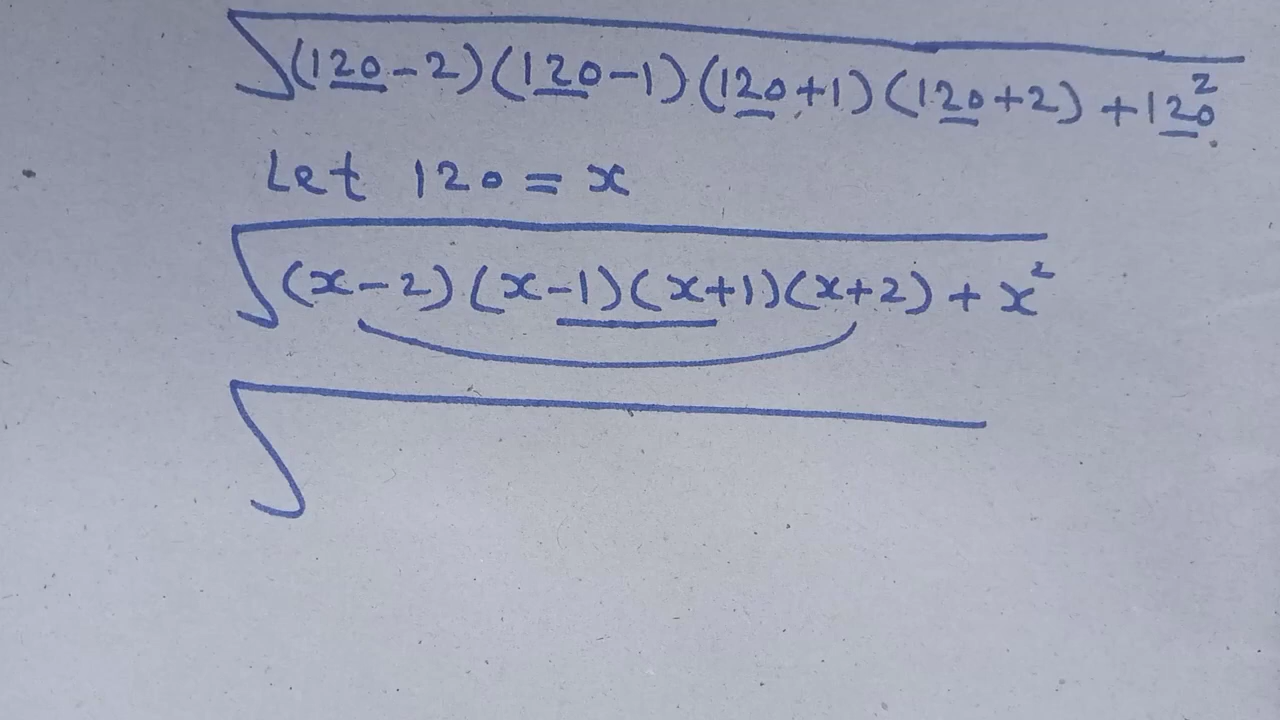 √(120-2)(120-1)(120+1)(120+2)+120²
Let 120=x
√(x-2)(x-1)(x+1)(x+2)+x²
√